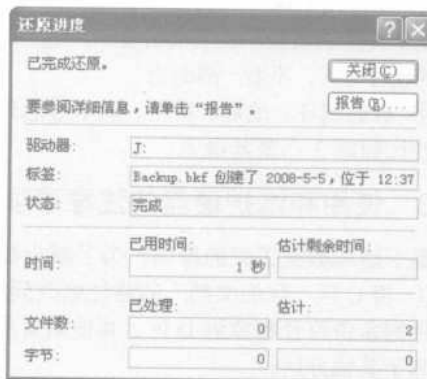 还原进度
已完成还原。
关闭(C)
要参阅详细信息，请单击“报告”。
报告(R)...
驱动器: J:
标签: Backup.bkf 创建了 2008-5-5，位于 12:37
状态: 完成
已用时间: 估计剩余时间:
时间: 1 秒
已处理: 估计:
文件数: 0 2
字节: 0 0